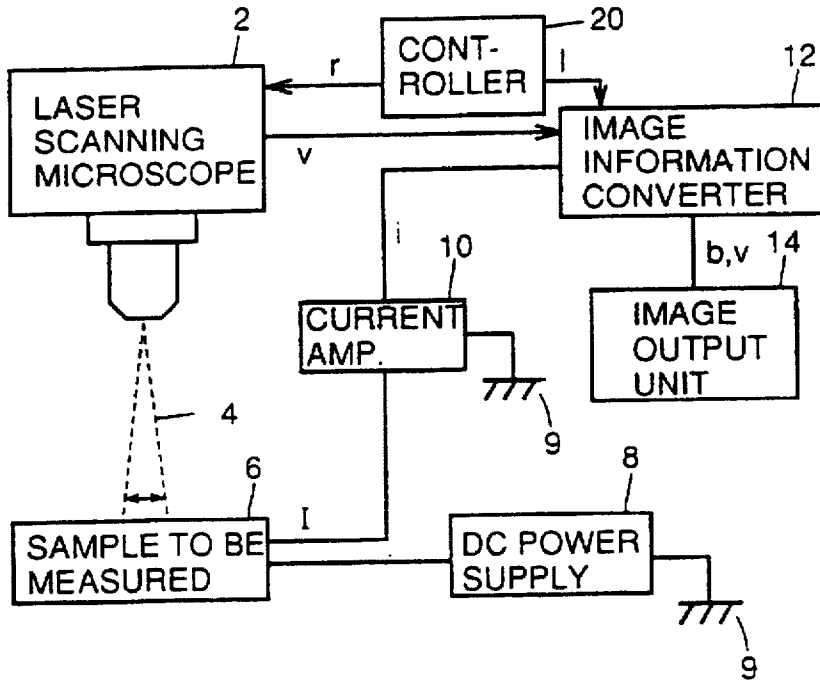 2
20
12
LASER
SCANNING
MICROSCOPE
r
CONT-
ROLLER
l
IMAGE
INFORMATION
CONVERTER
v
i
10
b,v
14
CURRENT
AMP.
IMAGE
OUTPUT
UNIT
4
9
6
I
8
SAMPLE TO BE
MEASURED
DC POWER
SUPPLY
9